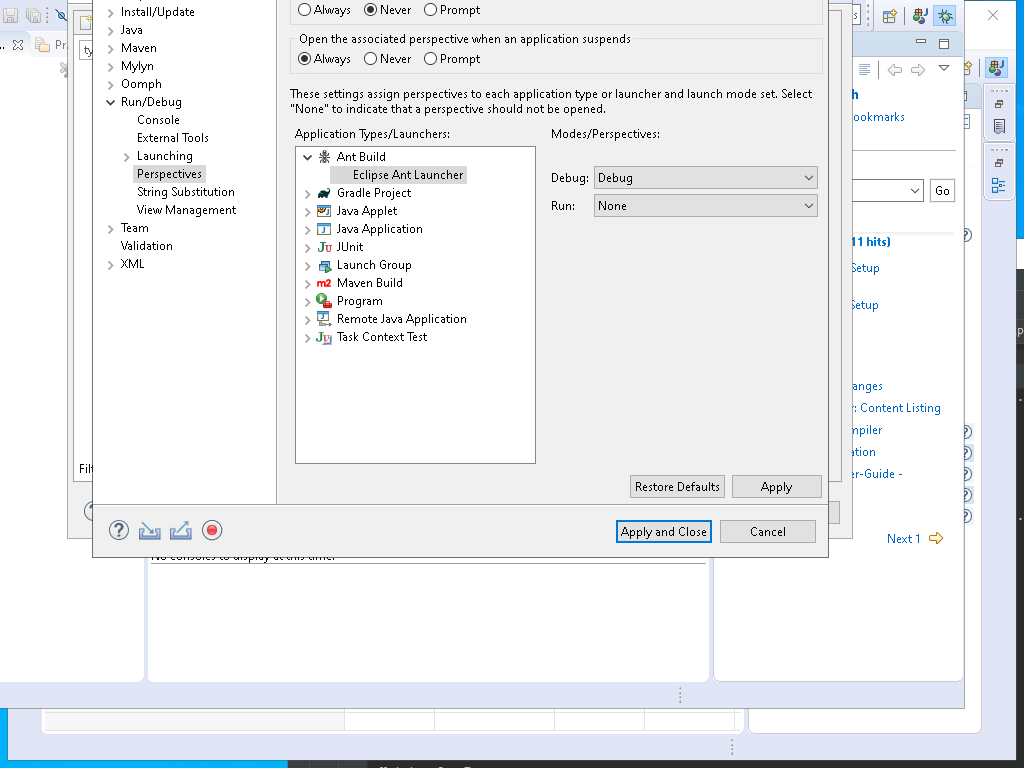 Install/Update
Java
Maven
Mylyn
Oomph
Run/Debug
Console
External Tools
Launching
Perspectives
String Substitution
View Management
Team
Validation
XML
Always Never Prompt
Open the associated perspective when an application suspends
Always Never Prompt
These settings assign perspectives to each application type or launcher and launch mode set. Select
"None" to indicate that a perspective should not be opened.
Application Types/Launchers:
Modes/Perspectives:
Ant Build
Eclipse Ant Launcher
Gradle Project
Java Applet
Java Application
JUnit
Launch Group
Maven Build
Program
Remote Java Application
Task Context Test
Debug: Debug
Run: None
Restore Defaults
Apply
Apply and Close
Cancel
No consoles to display at this time.
ookmarks
Go
11 hits)
Setup
Setup
anges
r: Content Listing
mpiler
ation
er-Guide -
Next 1